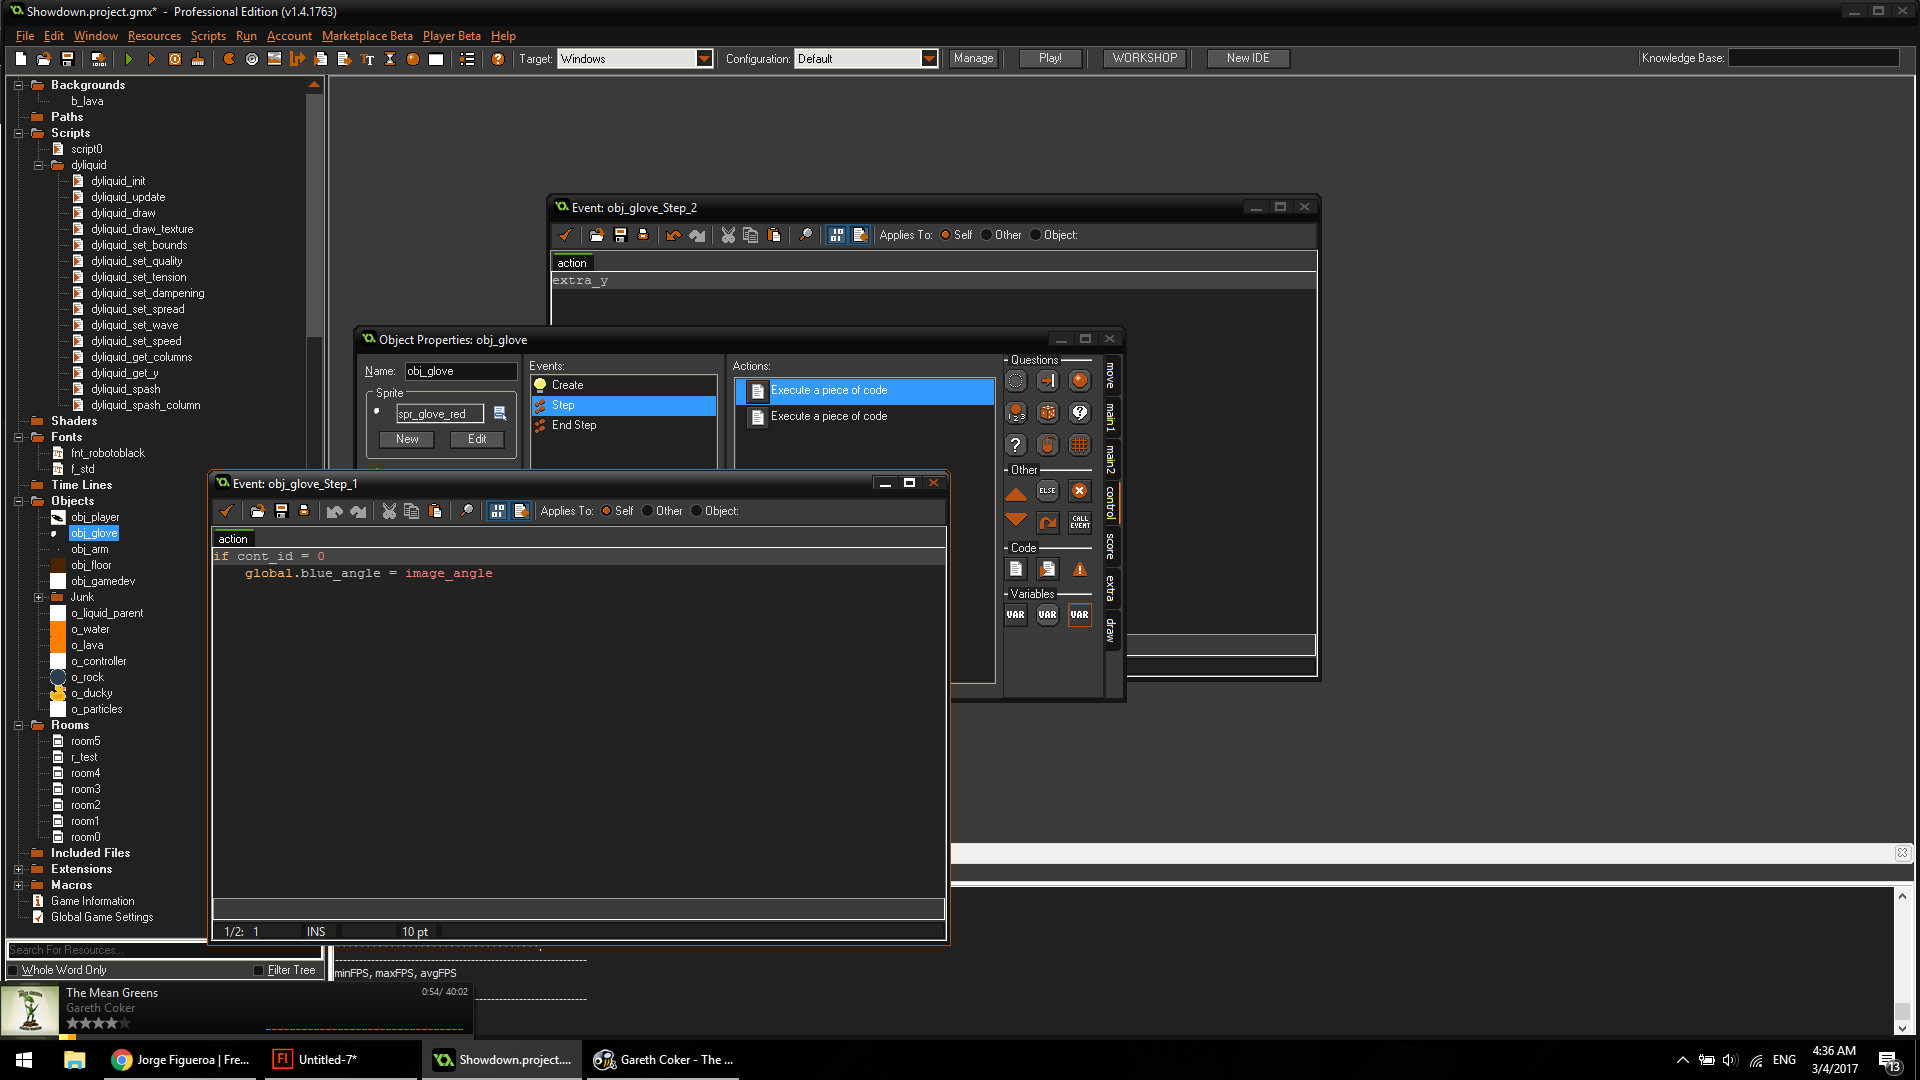 Showdown.project.gmx* - Professional Edition (v1.4.1763)
File Edit Window Resources Scripts Run Account Marketplace Beta Player Beta Help
Target: Windows Configuration: Default Manage Play! WORKSHOP New IDE Knowledge Base:
Backgrounds
b_lava
Paths
Scripts
script0
dyliquid
dyliquid_init
dyliquid_update
dyliquid_draw
dyliquid_draw_texture
dyliquid_set_bounds
dyliquid_set_quality
dyliquid_set_tension
dyliquid_set_dampening
dyliquid_set_spread
dyliquid_set_wave
dyliquid_set_speed
dyliquid_get_columns
dyliquid_get_y
dyliquid_spash
dyliquid_spash_column
Shaders
Fonts
fnt_robotoblack
f_std
Time Lines
Objects
obj_player
obj_glove
obj_arm
obj_floor
obj_gamedev
Junk
o_liquid_parent
o_water
o_lava
o_controller
o_rock
o_ducky
o_particles
Rooms
room5
r_test
room4
room3
room2
room1
room0
Included Files
Extensions
Macros
Game Information
Global Game Settings
Search For Resources...
Whole Word Only Filter Tree
Event: obj_glove_Step_2
Applies To: Self Other Object:
action
extra_y
Object Properties: obj_glove
Name: obj_glove
Sprite
spr_glove_red
New Edit
Events:
Create
Step
End Step
Actions:
Execute a piece of code
Execute a piece of code
Questions
Other
ELSE
CALL EVENT
Code
Variables
VAR VAR VAR
move
main1
main2
control
score
extra
draw
Event: obj_glove_Step_1
Applies To: Self Other Object:
action
if cont_id = 0
global.blue_angle = image_angle
1/2: 1 INS 10 pt
minFPS, maxFPS, avgFPS
The Mean Greens 0:54/ 40:02
Gareth Coker
Jorge Figueroa | Fre... Untitled-7* Showdown.project.... Gareth Coker - The ...
ENG 4:36 AM
3/4/2017
13